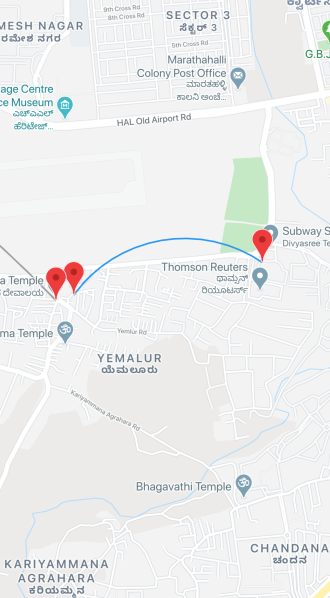 SECTOR 3
ಸೆಕ್ಟರ್ 3
MESH NAGAR
ರಮೇಶ ನಗರ
9th Cross Rd
8th Cross Rd
5th Cross Rd
G.B.J
Marathahalli
Colony Post Office
ಮಾರತಹಳ್ಳಿ
ಕಾಲನಿ ಅಂಚೆ...
age Centre
ce Museum
ಎಚ್‌ಎಎಲ್
ಹೆರಿಟೇಜ್...
HAL Old Airport Rd
Subway S
Divyasree Te
Thomson Reuters
ಥಾಮ್ಸನ್
ರಿಯೂಟರ್ಸ್
a Temple
ದೇವಾಲಯ
ma Temple
Yemlur Rd
YEMALUR
ಯೆಮಲೂರು
Kariyammana Agrahara Rd
Bhagavathi Temple
CHANDANA
ಚಂದನ
KARIYAMMANA
AGRAHARA
ಕರಿಯಮ್ಮನ